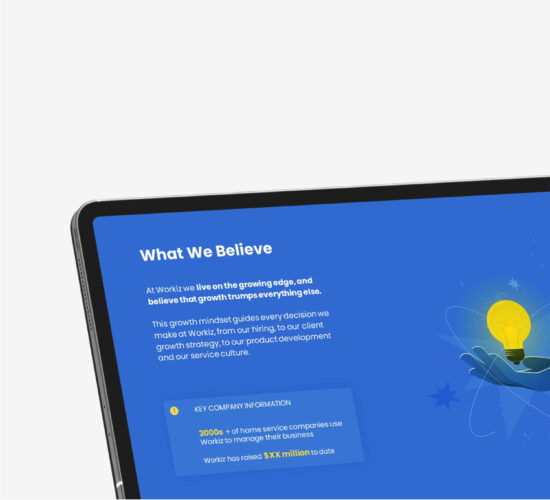 What We Believe
At Workiz we live on the growing edge, and
believe that growth trumps everything else.
This growth mindset guides every decision we
make at Workiz, from our hiring, to our client
growth strategy, to our product development
and our service culture.
KEY COMPANY INFORMATION
3000s + of home service companies use
Workiz to manage their business
Workiz has raised $XX million to date